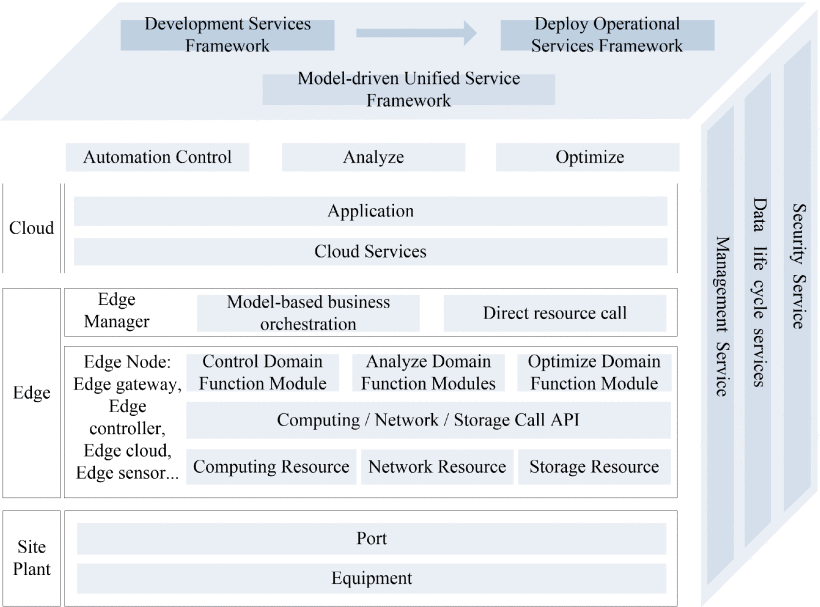 Development Services
Framework
Deploy Operational
Services Framework
Model-driven Unified Service
Framework
Automation Control
Analyze
Optimize
Cloud
Application
Cloud Services
Edge
Edge
Manager
Model-based business
orchestration
Direct resource call
Edge Node:
Edge gateway,
Edge
controller,
Edge cloud,
Edge sensor...
Control Domain
Function Module
Analyze Domain
Function Modules
Optimize Domain
Function Module
Computing / Network / Storage Call API
Computing Resource
Network Resource
Storage Resource
Site
Plant
Port
Equipment
Management Service
Data life cycle services
Security Service